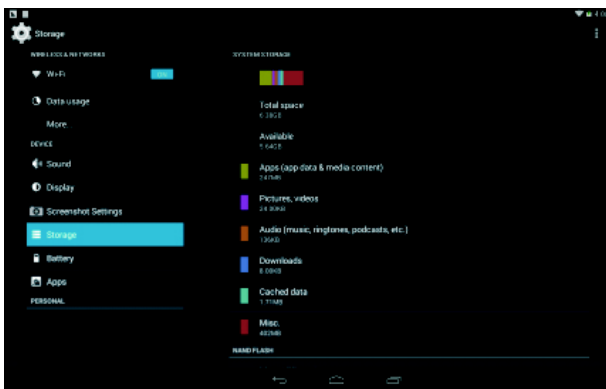 Storage
WIRELESS & NETWORKS
Wi-Fi
ON
Data usage
More
DEVICE
Sound
Display
Screenshot Settings
Storage
Battery
Apps
PERSONAL
SYSTEM STORAGE
Total space
Available
Apps (app data & media content)
Pictures, videos
Audio (music, ringtones, podcasts, etc.)
Downloads
Cached data
Misc.
NAND FLASH